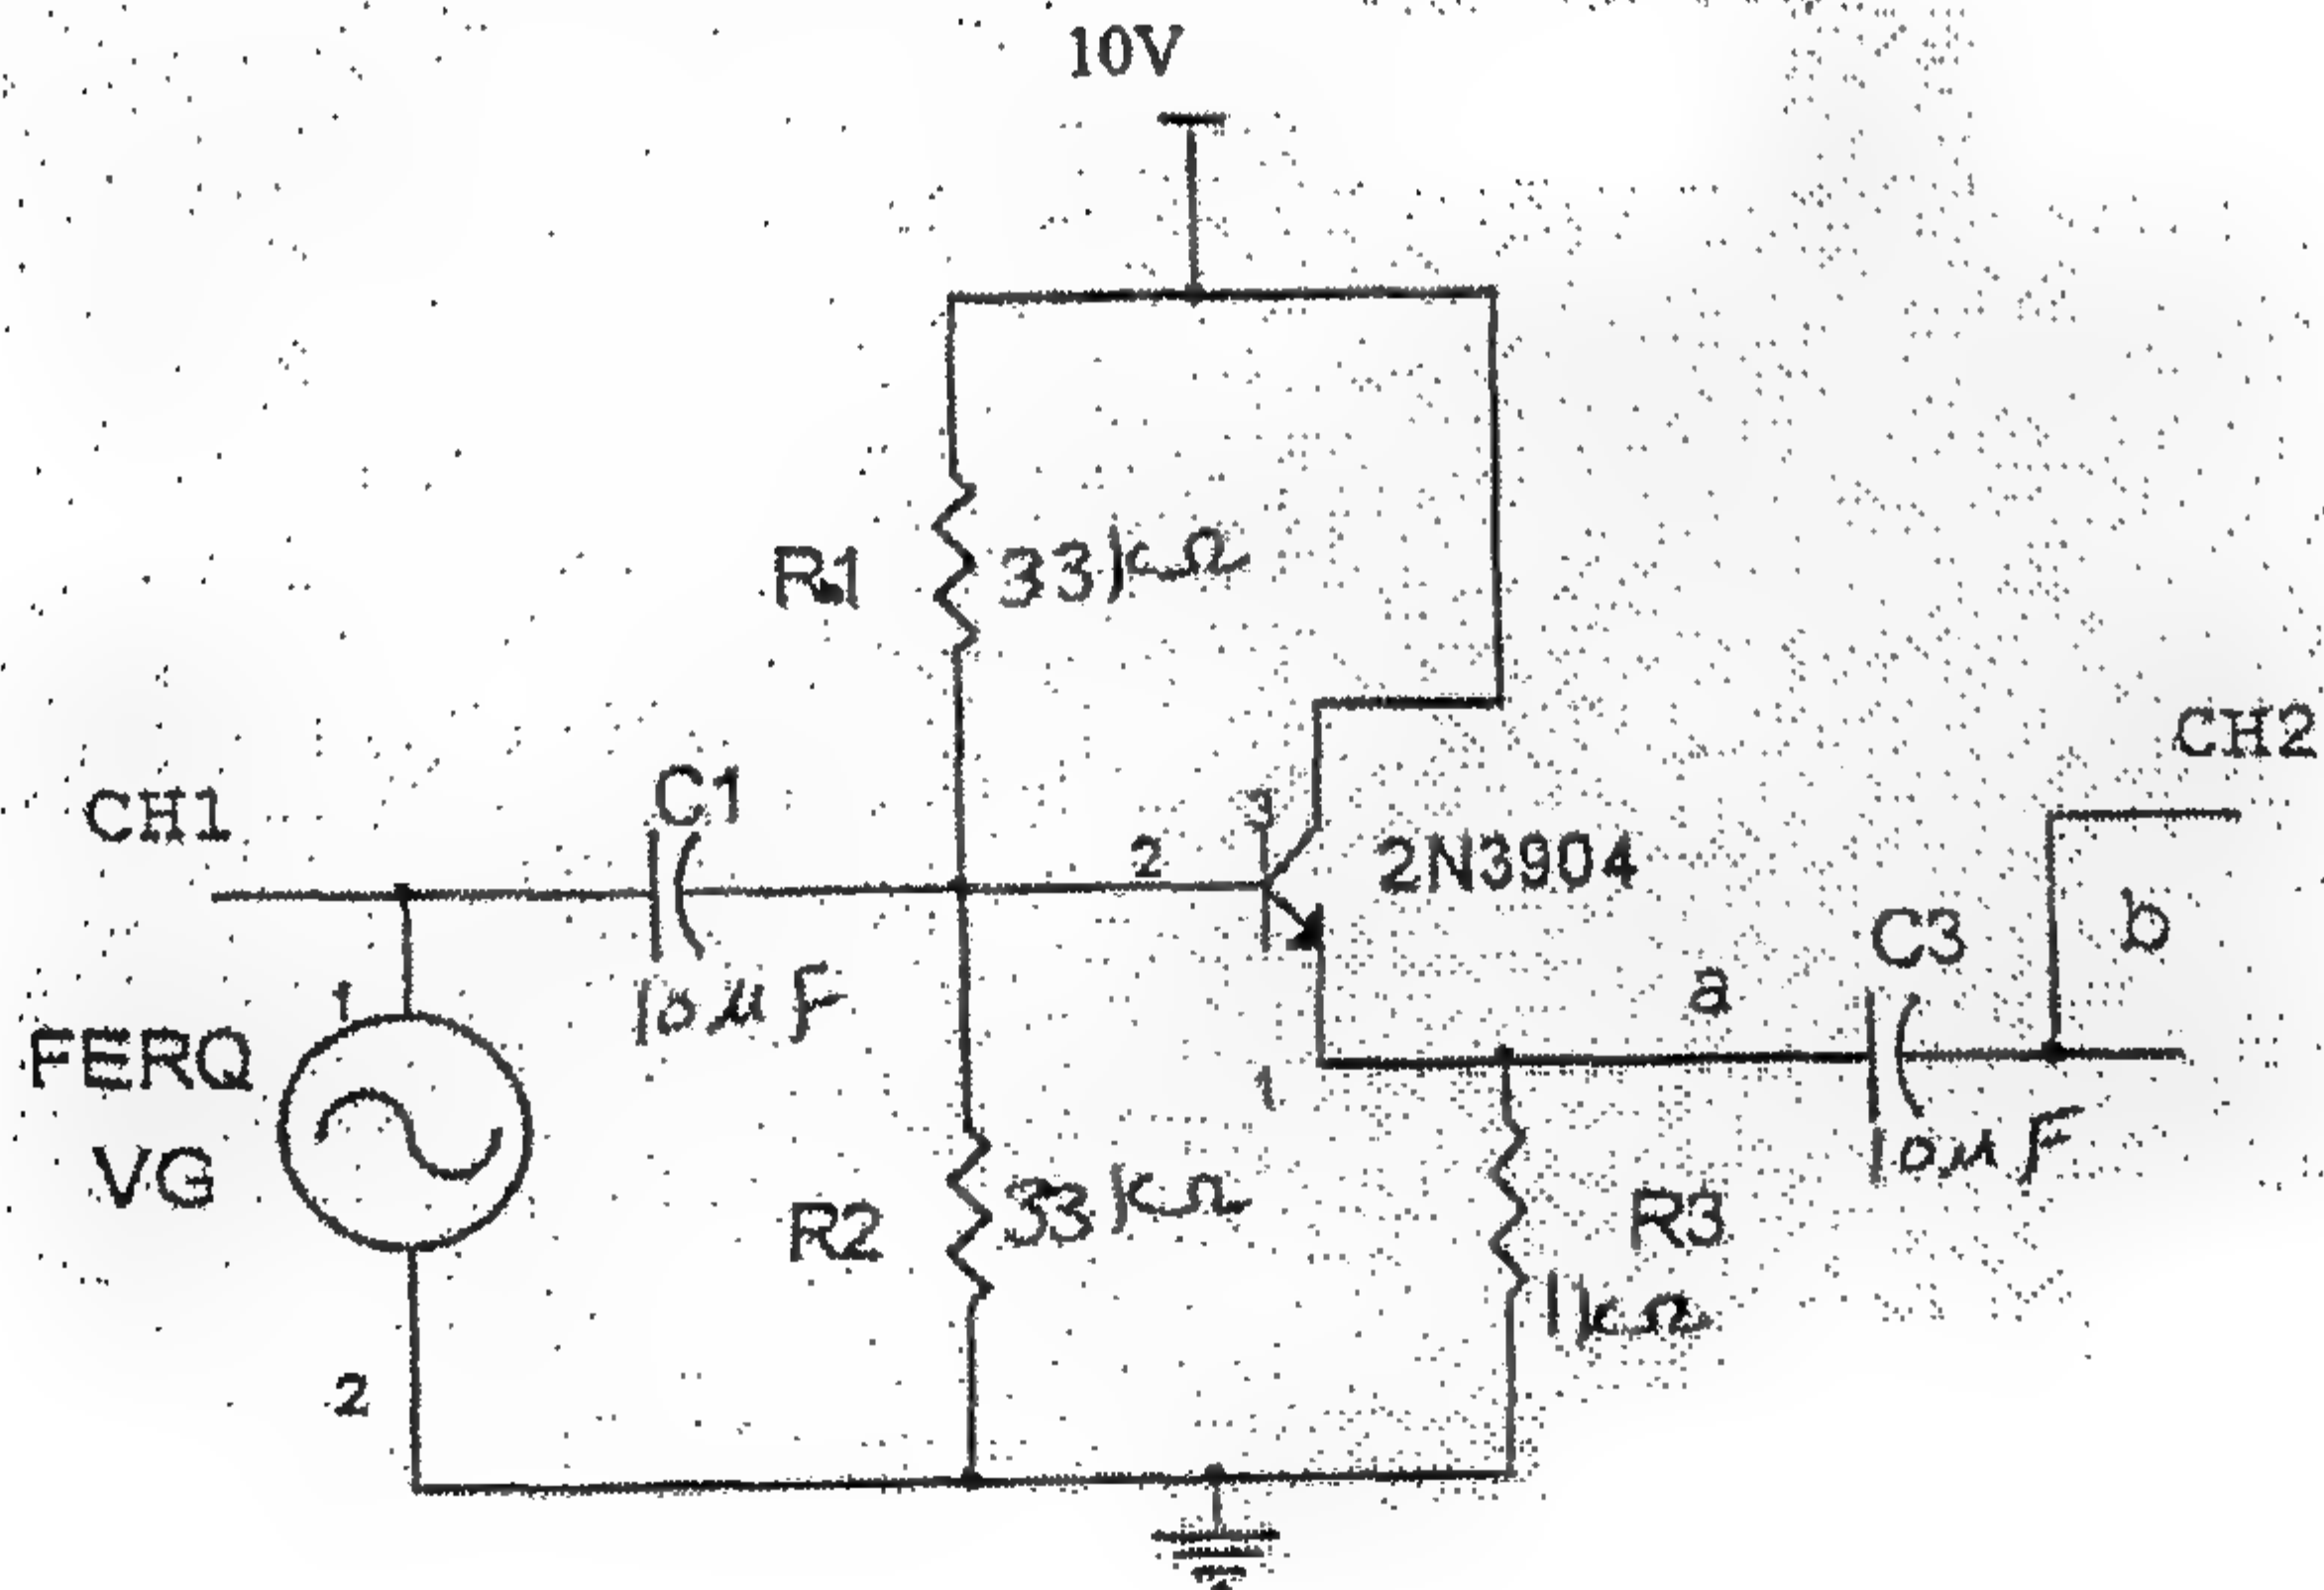 10V
R1
33kΩ
CH2
C1
CH1
3
2
2N3904
b
C3
a
10µF
1
FERQ
VG
1
10µF
R2
33kΩ
R3
1kΩ
2